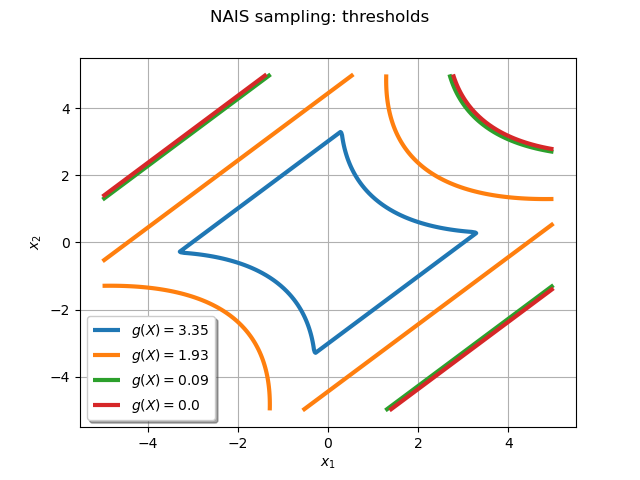 NAIS sampling: thresholds
4
2
0
−2
−4
x2
g(X) = 3.35
g(X) = 1.93
g(X) = 0.09
g(X) = 0.0
−4 −2 0 2 4
x1